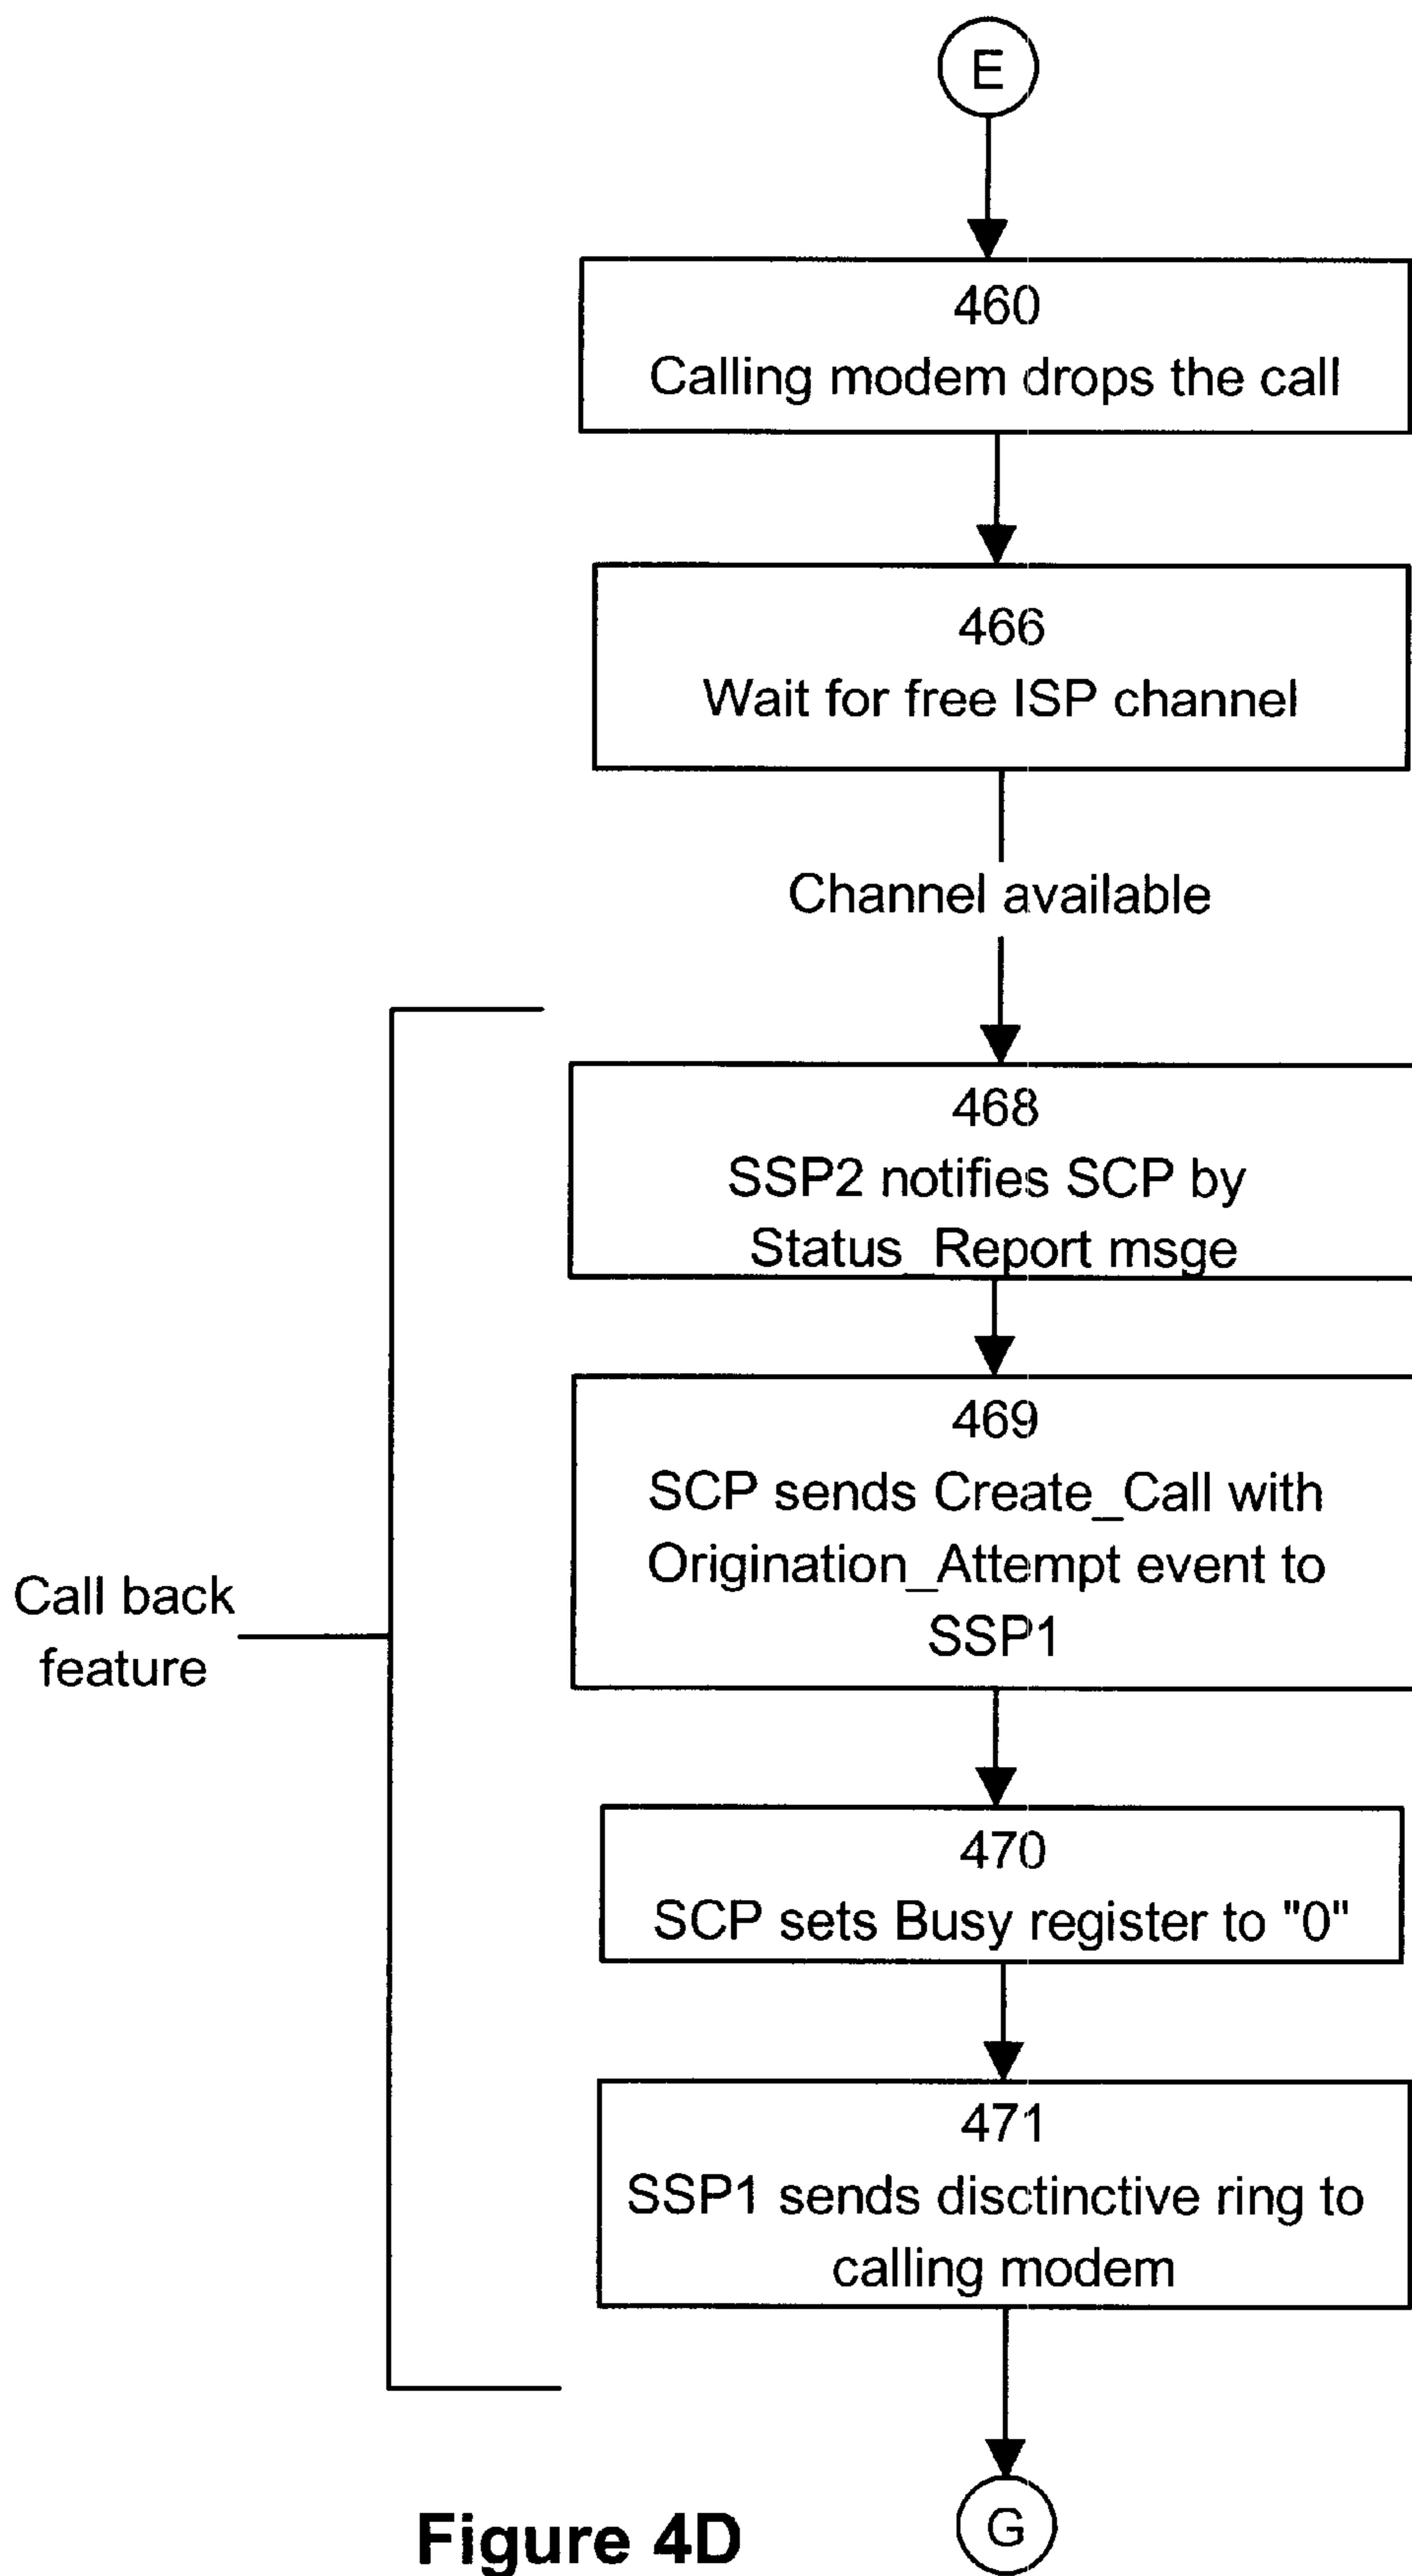 E
460
Calling modem drops the call
466
Wait for free ISP channel
Channel available
468
SSP2 notifies SCP by
Status_Report msge
469
SCP sends Create_Call with
Origination_Attempt event to
SSP1
Call back
feature
470
SCP sets Busy register to "0"
471
SSP1 sends disctinctive ring to
calling modem
G
Figure 4D